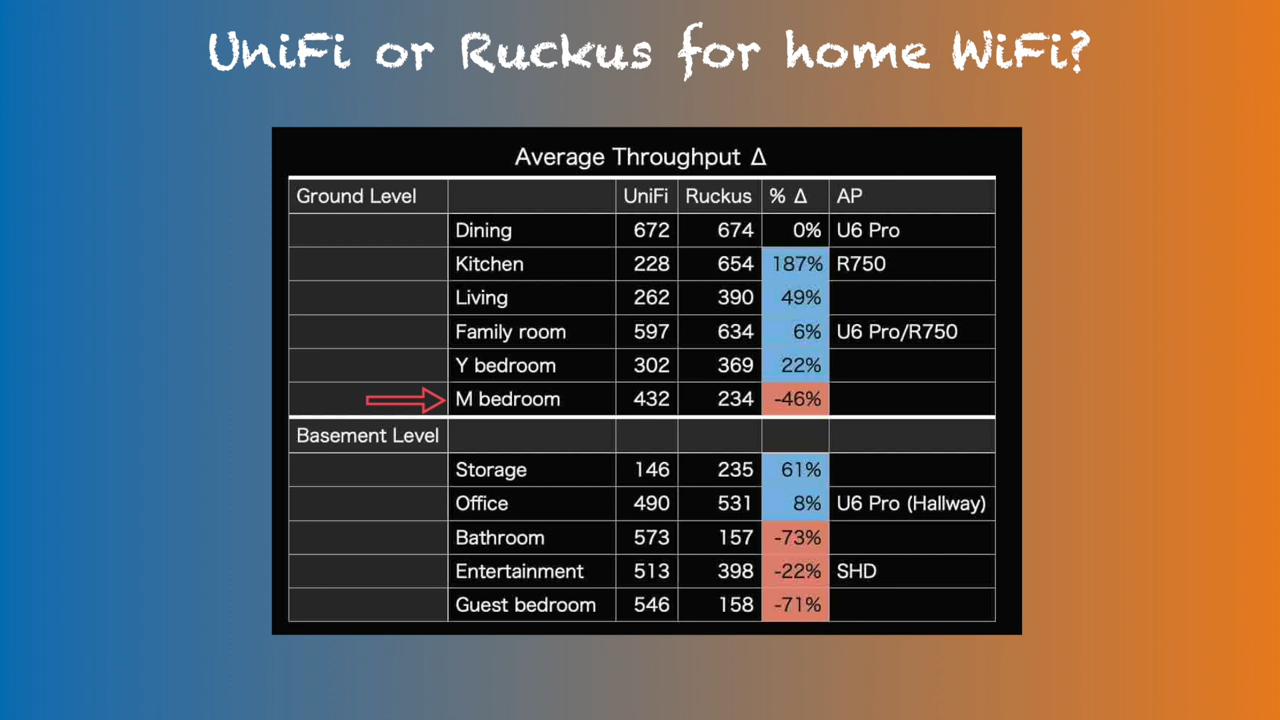 UniFi or Ruckus for home WiFi?
Average Throughput Δ
Ground Level UniFi Ruckus % Δ AP
Dining 672 674 0% U6 Pro
Kitchen 228 654 187% R750
Living 262 390 49%
Family room 597 634 6% U6 Pro/R750
Y bedroom 302 369 22%
M bedroom 432 234 -46%
Basement Level
Storage 146 235 61%
Office 490 531 8% U6 Pro (Hallway)
Bathroom 573 157 -73%
Entertainment 513 398 -22% SHD
Guest bedroom 546 158 -71%